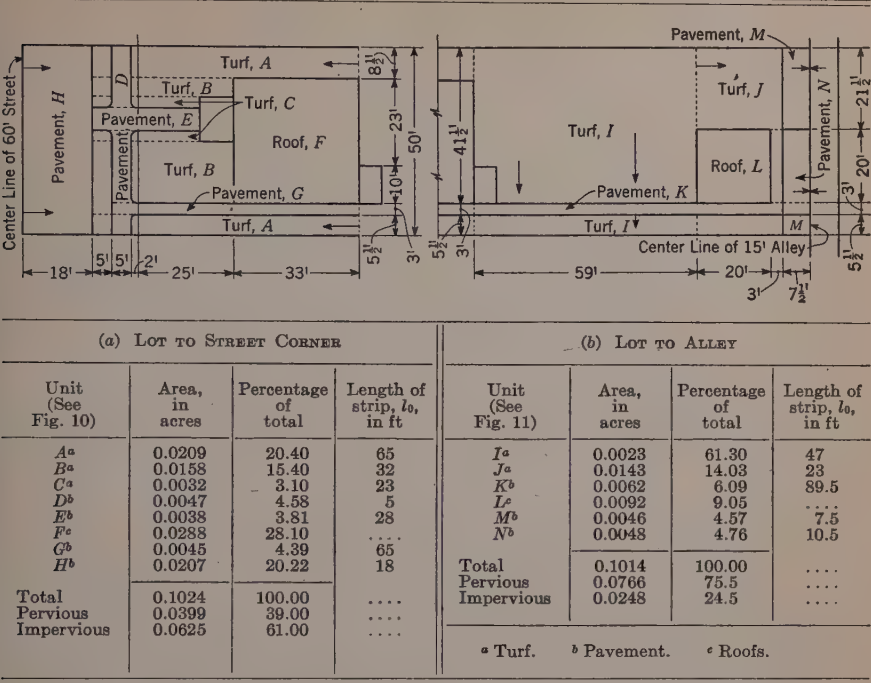 Center Line of 60' Street
Pavement, H
D
Pavement
Turf, A
Turf, B
Turf, C
Pavement, E
Roof, F
Turf, B
Pavement, G
Turf, A
8½'
23'
50'
10'
3'
5½'
18'
5'
5'
2'
25'
33'
Pavement, M
Turf, J
Pavement, N
Turf, I
Roof, L
Pavement, K
Turf, I
M
Center Line of 15' Alley
41½'
3'
5½'
21½'
20'
3'
5½'
59'
20'
3'
7½'
(a) LOT TO STREET CORNER
Unit (See Fig. 10) Area, in acres Percentage of total Length of strip, l₀, in ft
Aᵃ 0.0209 20.40 65
Bᵃ 0.0158 15.40 32
Cᵃ 0.0032 3.10 23
Dᵇ 0.0047 4.58 5
Eᵇ 0.0038 3.81 28
Fᶜ 0.0288 28.10 ....
Gᵇ 0.0045 4.39 65
Hᵇ 0.0207 20.22 18
Total 0.1024 100.00 ....
Pervious 0.0399 39.00 ....
Impervious 0.0625 61.00 ....
(b) LOT TO ALLEY
Unit (See Fig. 11) Area, in acres Percentage of total Length of strip, l₀, in ft
Iᵃ 0.0023 61.30 47
Jᵃ 0.0143 14.03 23
Kᵇ 0.0062 6.09 89.5
Lᶜ 0.0092 9.05 ....
Mᵇ 0.0046 4.57 7.5
Nᵇ 0.0048 4.76 10.5
Total 0.1014 100.00 ....
Pervious 0.0766 75.5 ....
Impervious 0.0248 24.5 ....
ᵃ Turf. ᵇ Pavement. ᶜ Roofs.